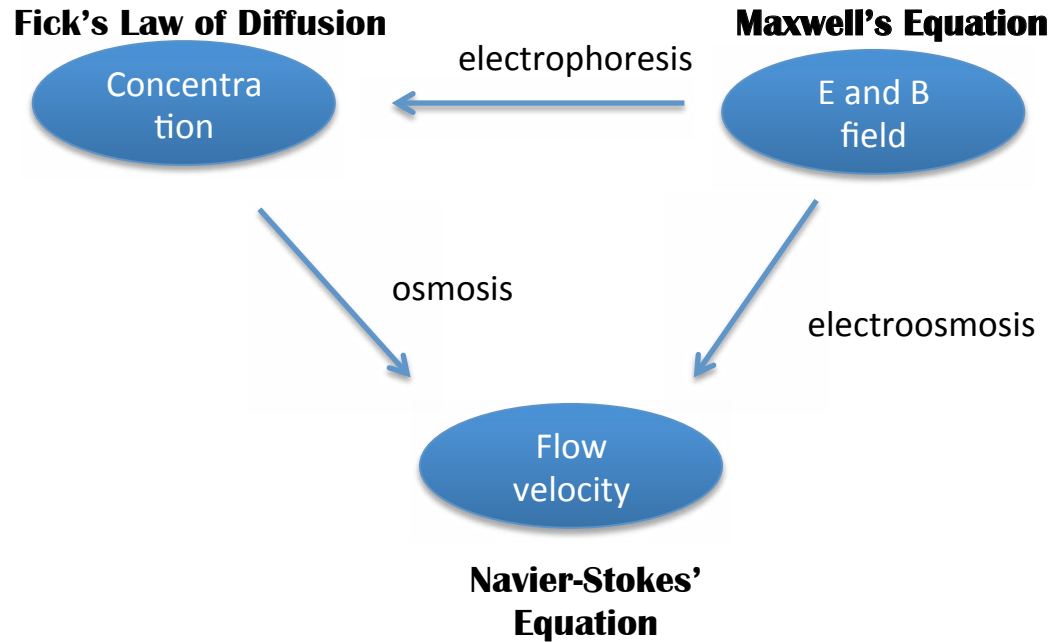 Fick's Law of Diffusion
Maxwell's Equation
Concentra
tion
electrophoresis
E and B
field
osmosis
electroosmosis
Flow
velocity
Navier-Stokes'
Equation